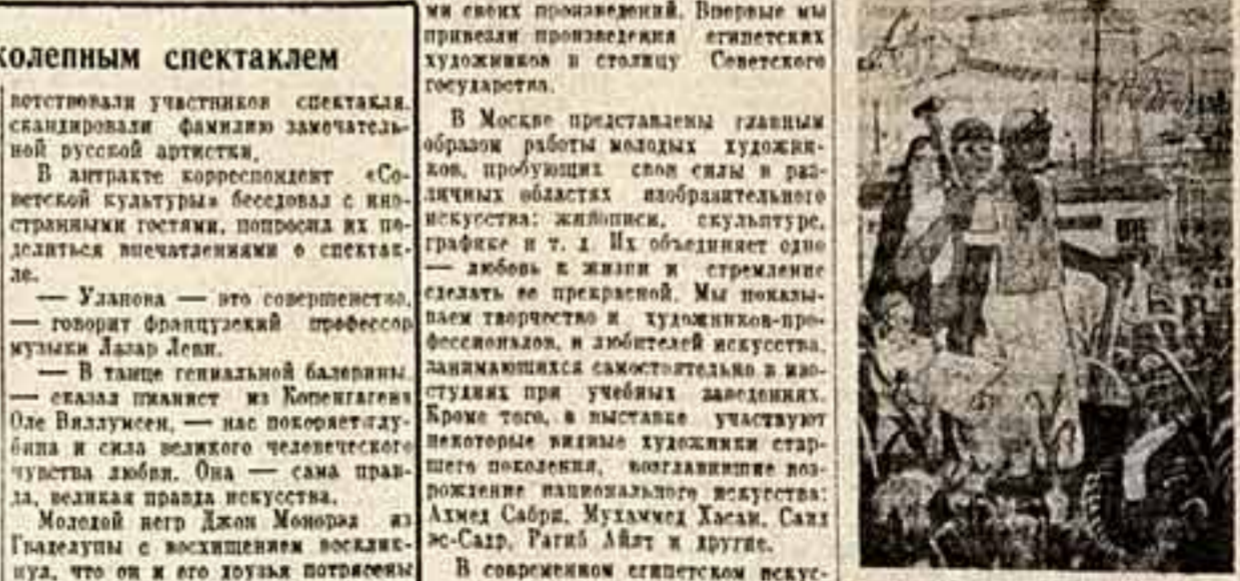 колепным спектаклем
ветствовали участников спектакля,
скандировали фамилию замечатель-
ной русской артистки.
В антракте корреспондент «Со-
ветской культуры» беседовал с ино-
странными гостями, попросил их по-
делиться впечатлениями о спектак-
ле.
— Уланова — это совершенство,
— говорит французский профессор
музыки Лазар Леви.
— В танце гениальной балерины,
— сказал пианист из Копенгагена
Оле Виллумсен, — нас покоряет глу-
бина и сила великого человеческого
чувства любви. Она — сама прав-
да, великая правда искусства.
Молодой негр Джон Монорэл из
Гваделупы с восхищением восклик-
нул, что он и его друзья потрясены
ми своих произведений. Впервые мы
привезли произведения египетских
художников в столицу Советского
государства.
В Москве представлены главным
образом работы молодых художни-
ков, пробующих свои силы в раз-
личных областях изобразительного
искусства: живописи, скульптуре,
графике и т. д. Их объединяет одно
— любовь к жизни и стремление
сделать ее прекрасной. Мы показы-
ваем творчество и художников-про-
фессионалов, и любителей искусства,
занимающихся самостоятельно в изо-
студиях при учебных заведениях.
Кроме того, в выставке участвуют
некоторые видные художники стар-
шего поколения, возглавившие воз-
рождение национального искусства:
Ахмед Сабри, Мухаммед Хасан, Саид
эс-Садр, Рагиб Айят и другие.
В современном египетском искус-